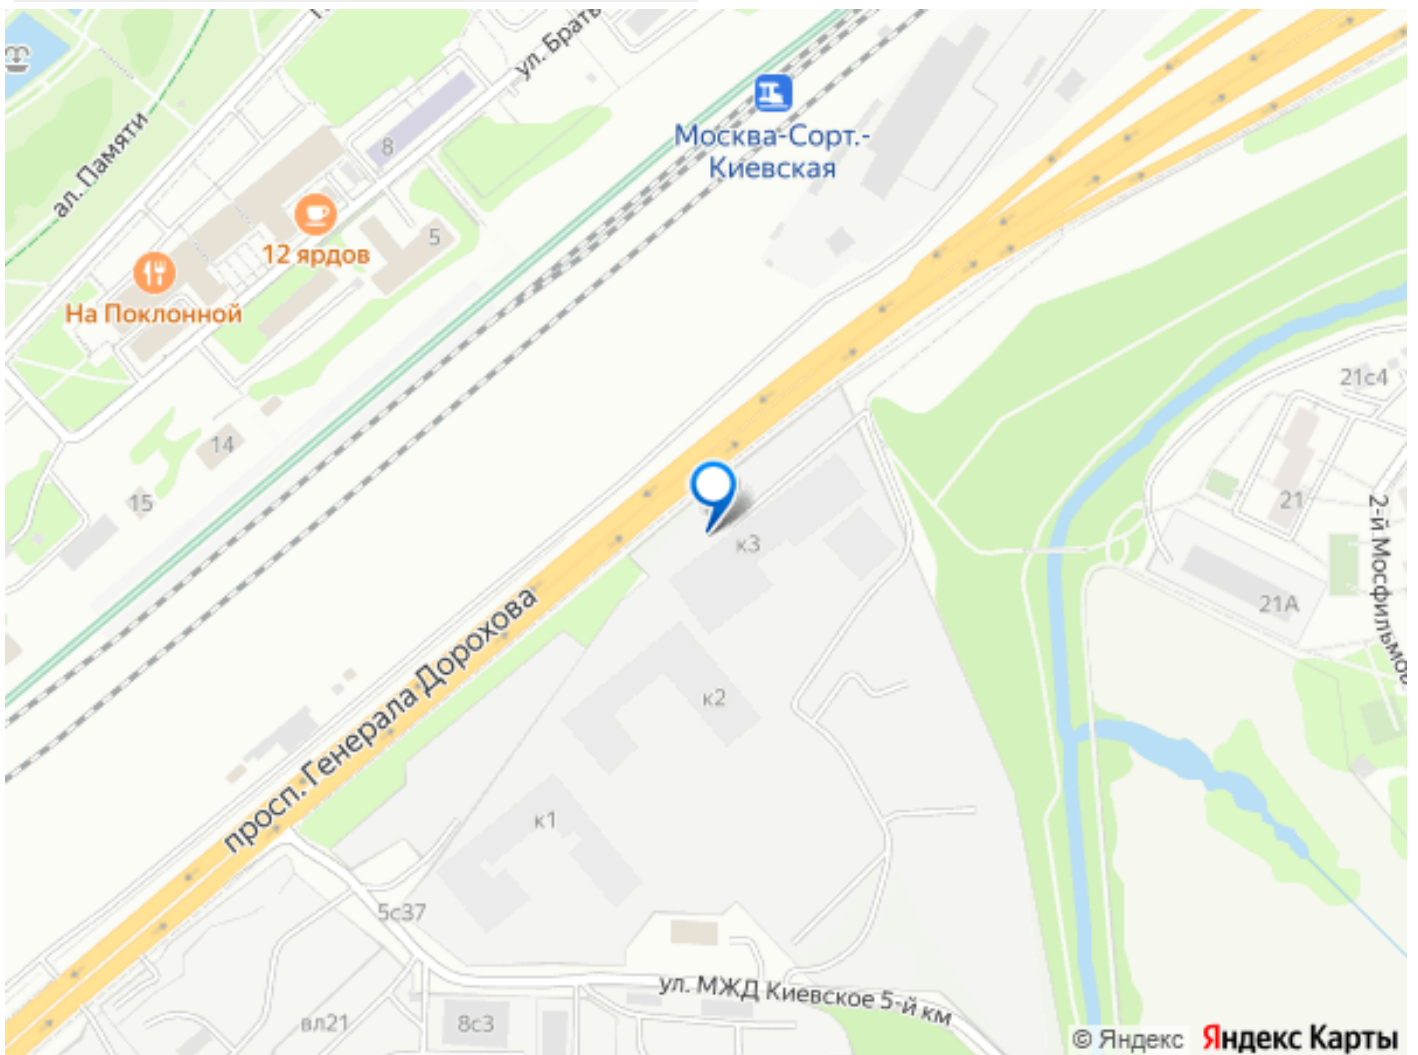 ул. Брать
ал. Памяти
8
Москва-Сорт.-
Киевская
12 ярдов
5
На Поклонной
21с4
14
15
21
2-й Мосфильмов
к3
21А
просп. Генерала Дорохова
к2
к1
5с37
ул. МЖД Киевское 5-й км
вл21
8с3
© Яндекс
Яндекс Карты